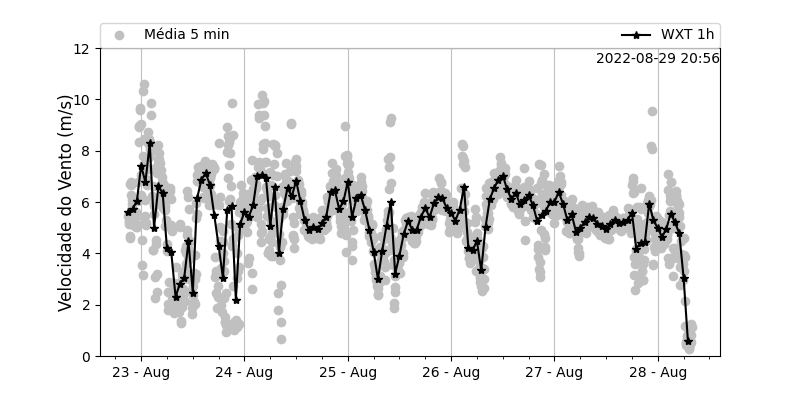 Média 5 min
WXT 1h
2022-08-29 20:56
Velocidade do Vento (m/s)
12
10
8
6
4
2
0
23 - Aug
24 - Aug
25 - Aug
26 - Aug
27 - Aug
28 - Aug